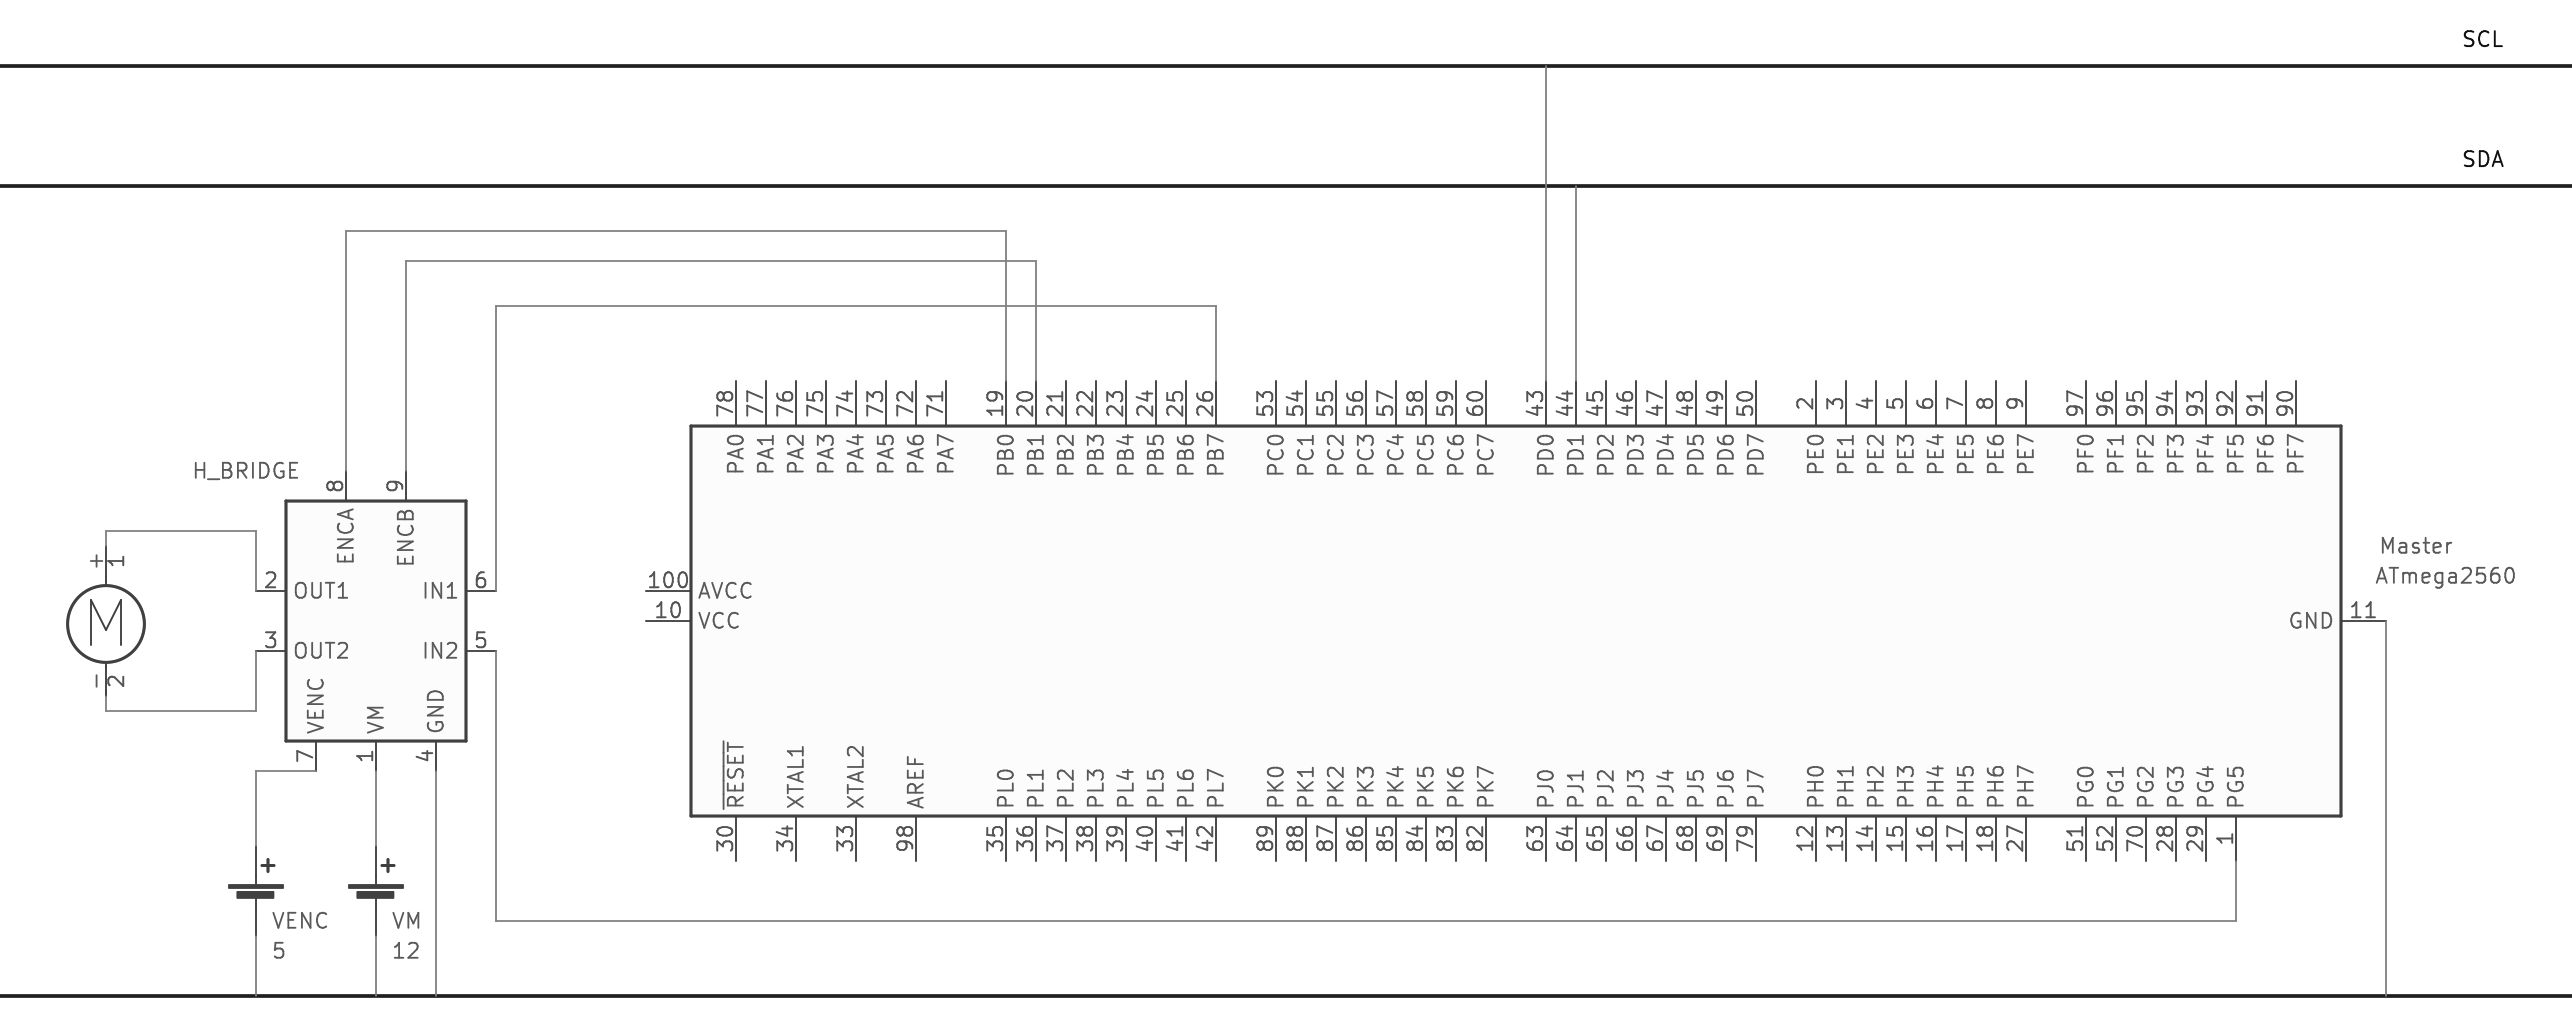 SCL
SDA
78 77 76 75 74 73 72 71 19 20 21 22 23 24 25 26 53 54 55 56 57 58 59 60 43 44 45 46 47 48 49 50 2 3 4 5 6 7 8 9 97 96 95 94 93 92 91 90
PA0 PA1 PA2 PA3 PA4 PA5 PA6 PA7 PB0 PB1 PB2 PB3 PB4 PB5 PB6 PB7 PC0 PC1 PC2 PC3 PC4 PC5 PC6 PC7 PD0 PD1 PD2 PD3 PD4 PD5 PD6 PD7 PE0 PE1 PE2 PE3 PE4 PE5 PE6 PE7 PF0 PF1 PF2 PF3 PF4 PF5 PF6 PF7
H_BRIDGE
8 9
ENCA ENCB
+ 1
2 OUT1 IN1 6
M
3 OUT2 IN2 5
- 2
VENC VM GND
7 1 4
100 AVCC
10 VCC
Master
ATmega2560
GND 11
RESET XTAL1 XTAL2 AREF PL0 PL1 PL2 PL3 PL4 PL5 PL6 PL7 PK0 PK1 PK2 PK3 PK4 PK5 PK6 PK7 PJ0 PJ1 PJ2 PJ3 PJ4 PJ5 PJ6 PJ7 PH0 PH1 PH2 PH3 PH4 PH5 PH6 PH7 PG0 PG1 PG2 PG3 PG4 PG5
30 34 33 98 35 36 37 38 39 40 41 42 89 88 87 86 85 84 83 82 63 64 65 66 67 68 69 79 12 13 14 15 16 17 18 27 51 52 70 28 29 1
+ +
VENC VM
5 12